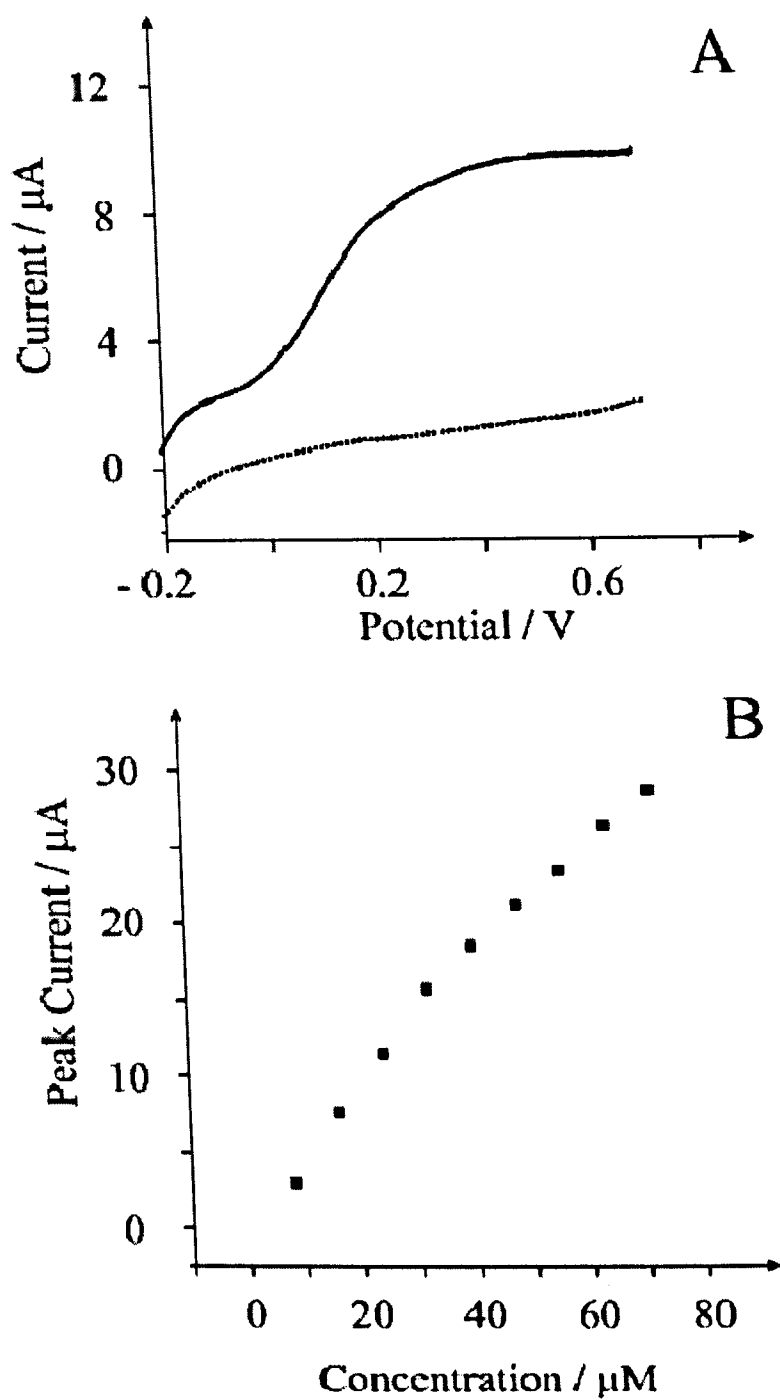 A
12
8
4
0
Current / µA
- 0.2 0.2 0.6
Potential / V
B
30
20
10
0
Peak Current / µA
0 20 40 60 80
Concentration / µM